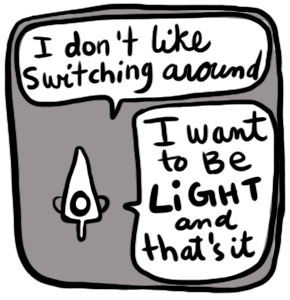 I don't like
Switching around
I want
to Be
LiGHT
and
that's it